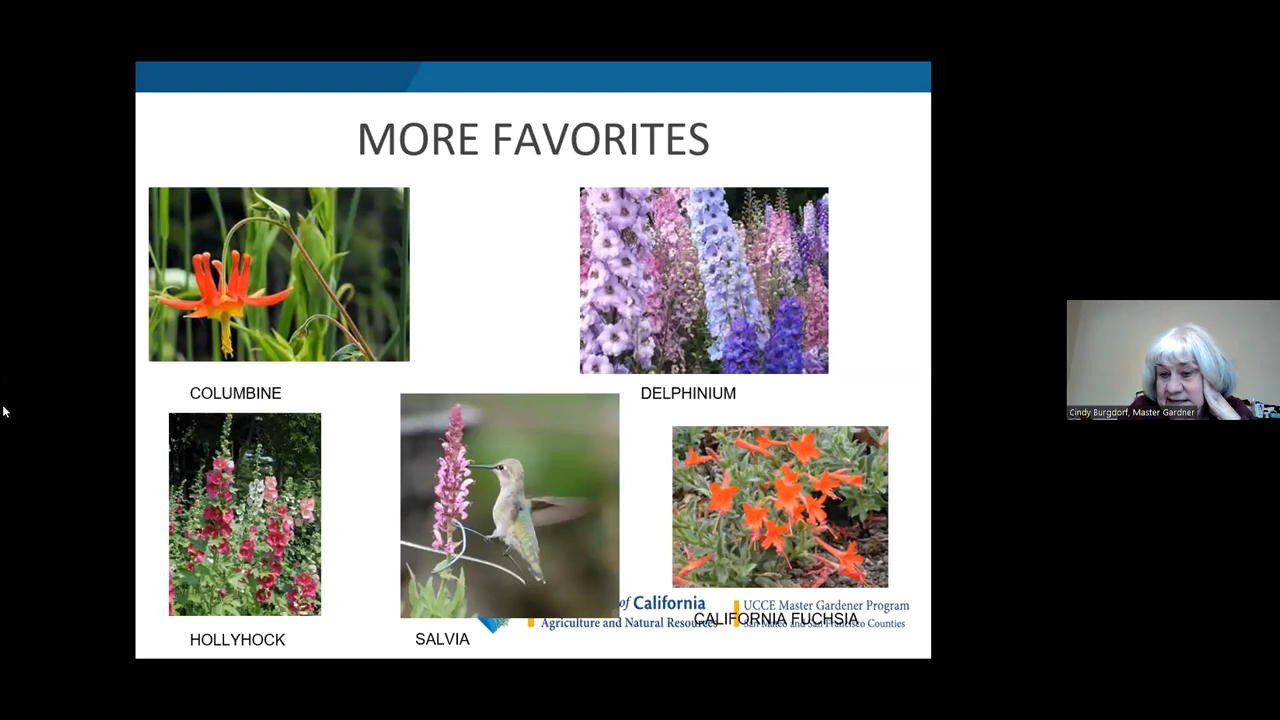 MORE FAVORITES
COLUMBINE
DELPHINIUM
Cindy Burgdorf, Master Gardner
of California
Agriculture and Natural Resources
UCCE Master Gardener Program
San Mateo and San Francisco Counties
CALIFORNIA FUCHSIA
HOLLYHOCK
SALVIA